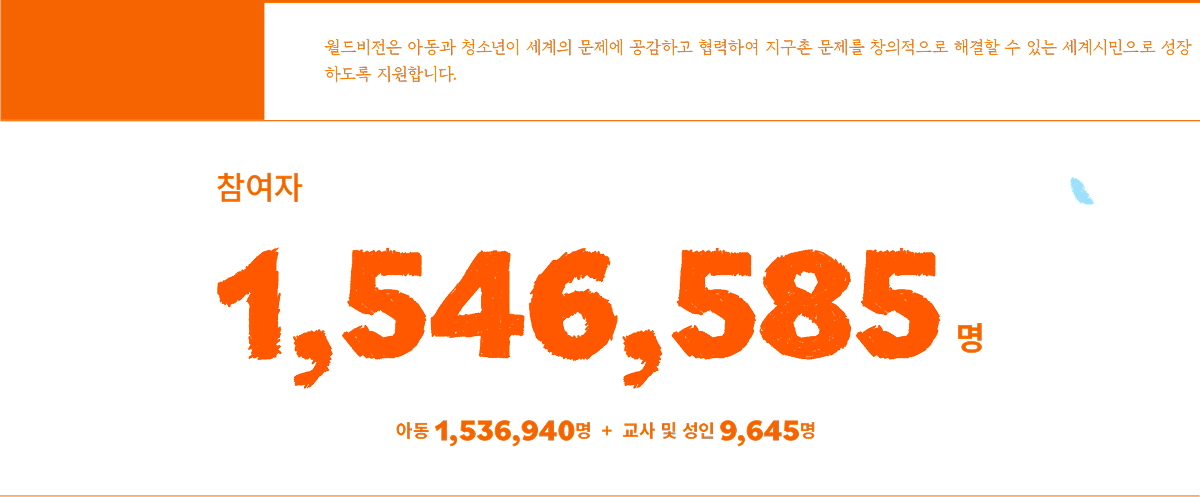 월드비전은 아동과 청소년이 세계의 문제에 공감하고 협력하여 지구촌 문제를 창의적으로 해결할 수 있는 세계시민으로 성장
하도록 지원합니다.
참여자
1,546,585 명
아동 1,536,940명 + 교사 및 성인 9,645명